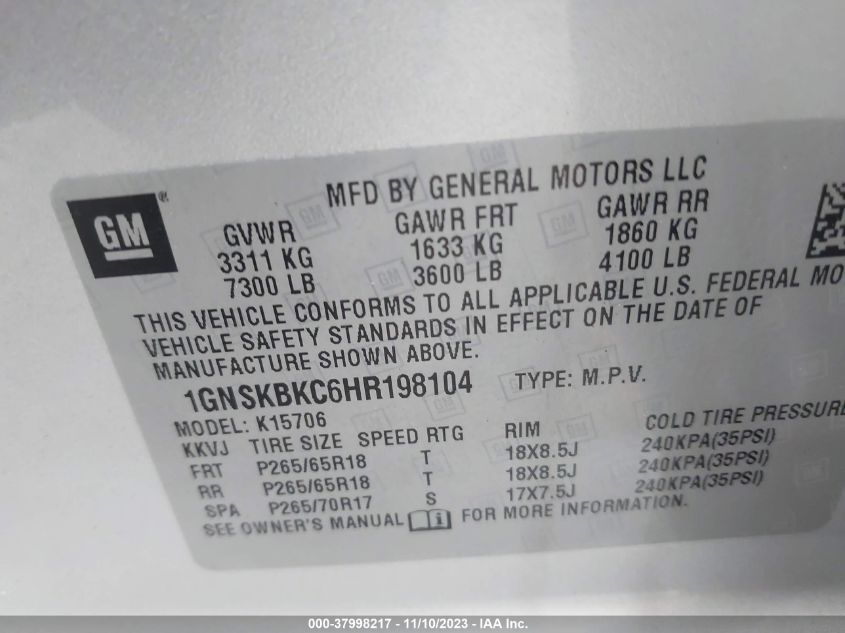 MFD BY GENERAL MOTORS LLC
GM®
GVWR GAWR FRT GAWR RR
3311 KG 1633 KG 1860 KG
7300 LB 3600 LB 4100 LB
THIS VEHICLE CONFORMS TO ALL APPLICABLE U.S. FEDERAL MO
VEHICLE SAFETY STANDARDS IN EFFECT ON THE DATE OF
MANUFACTURE SHOWN ABOVE.
1GNSKBKC6HR198104 TYPE: M.P.V.
MODEL: K15706
KKVJ TIRE SIZE SPEED RTG RIM COLD TIRE PRESSURE
FRT P265/65R18 T 18X8.5J 240KPA(35PSI)
RR P265/65R18 T 18X8.5J 240KPA(35PSI)
SPA P265/70R17 S 17X7.5J 240KPA(35PSI)
SEE OWNER'S MANUAL FOR MORE INFORMATION.
000-37998217 - 11/10/2023 - IAA Inc.